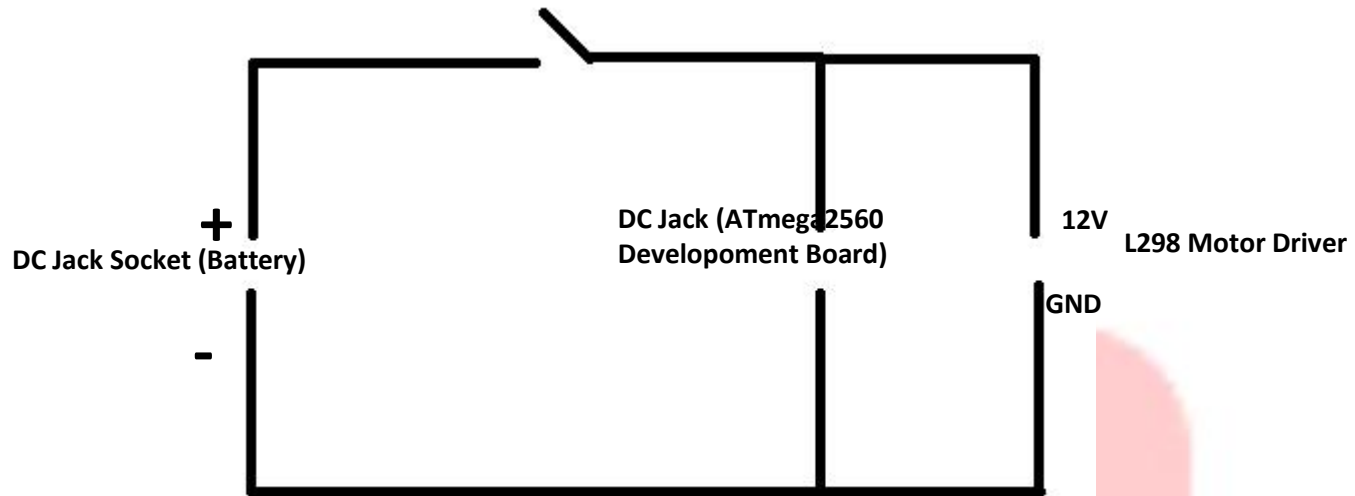 +
DC Jack Socket (Battery)
-
DC Jack (ATmega2560
Developoment Board)
12V
L298 Motor Driver
GND